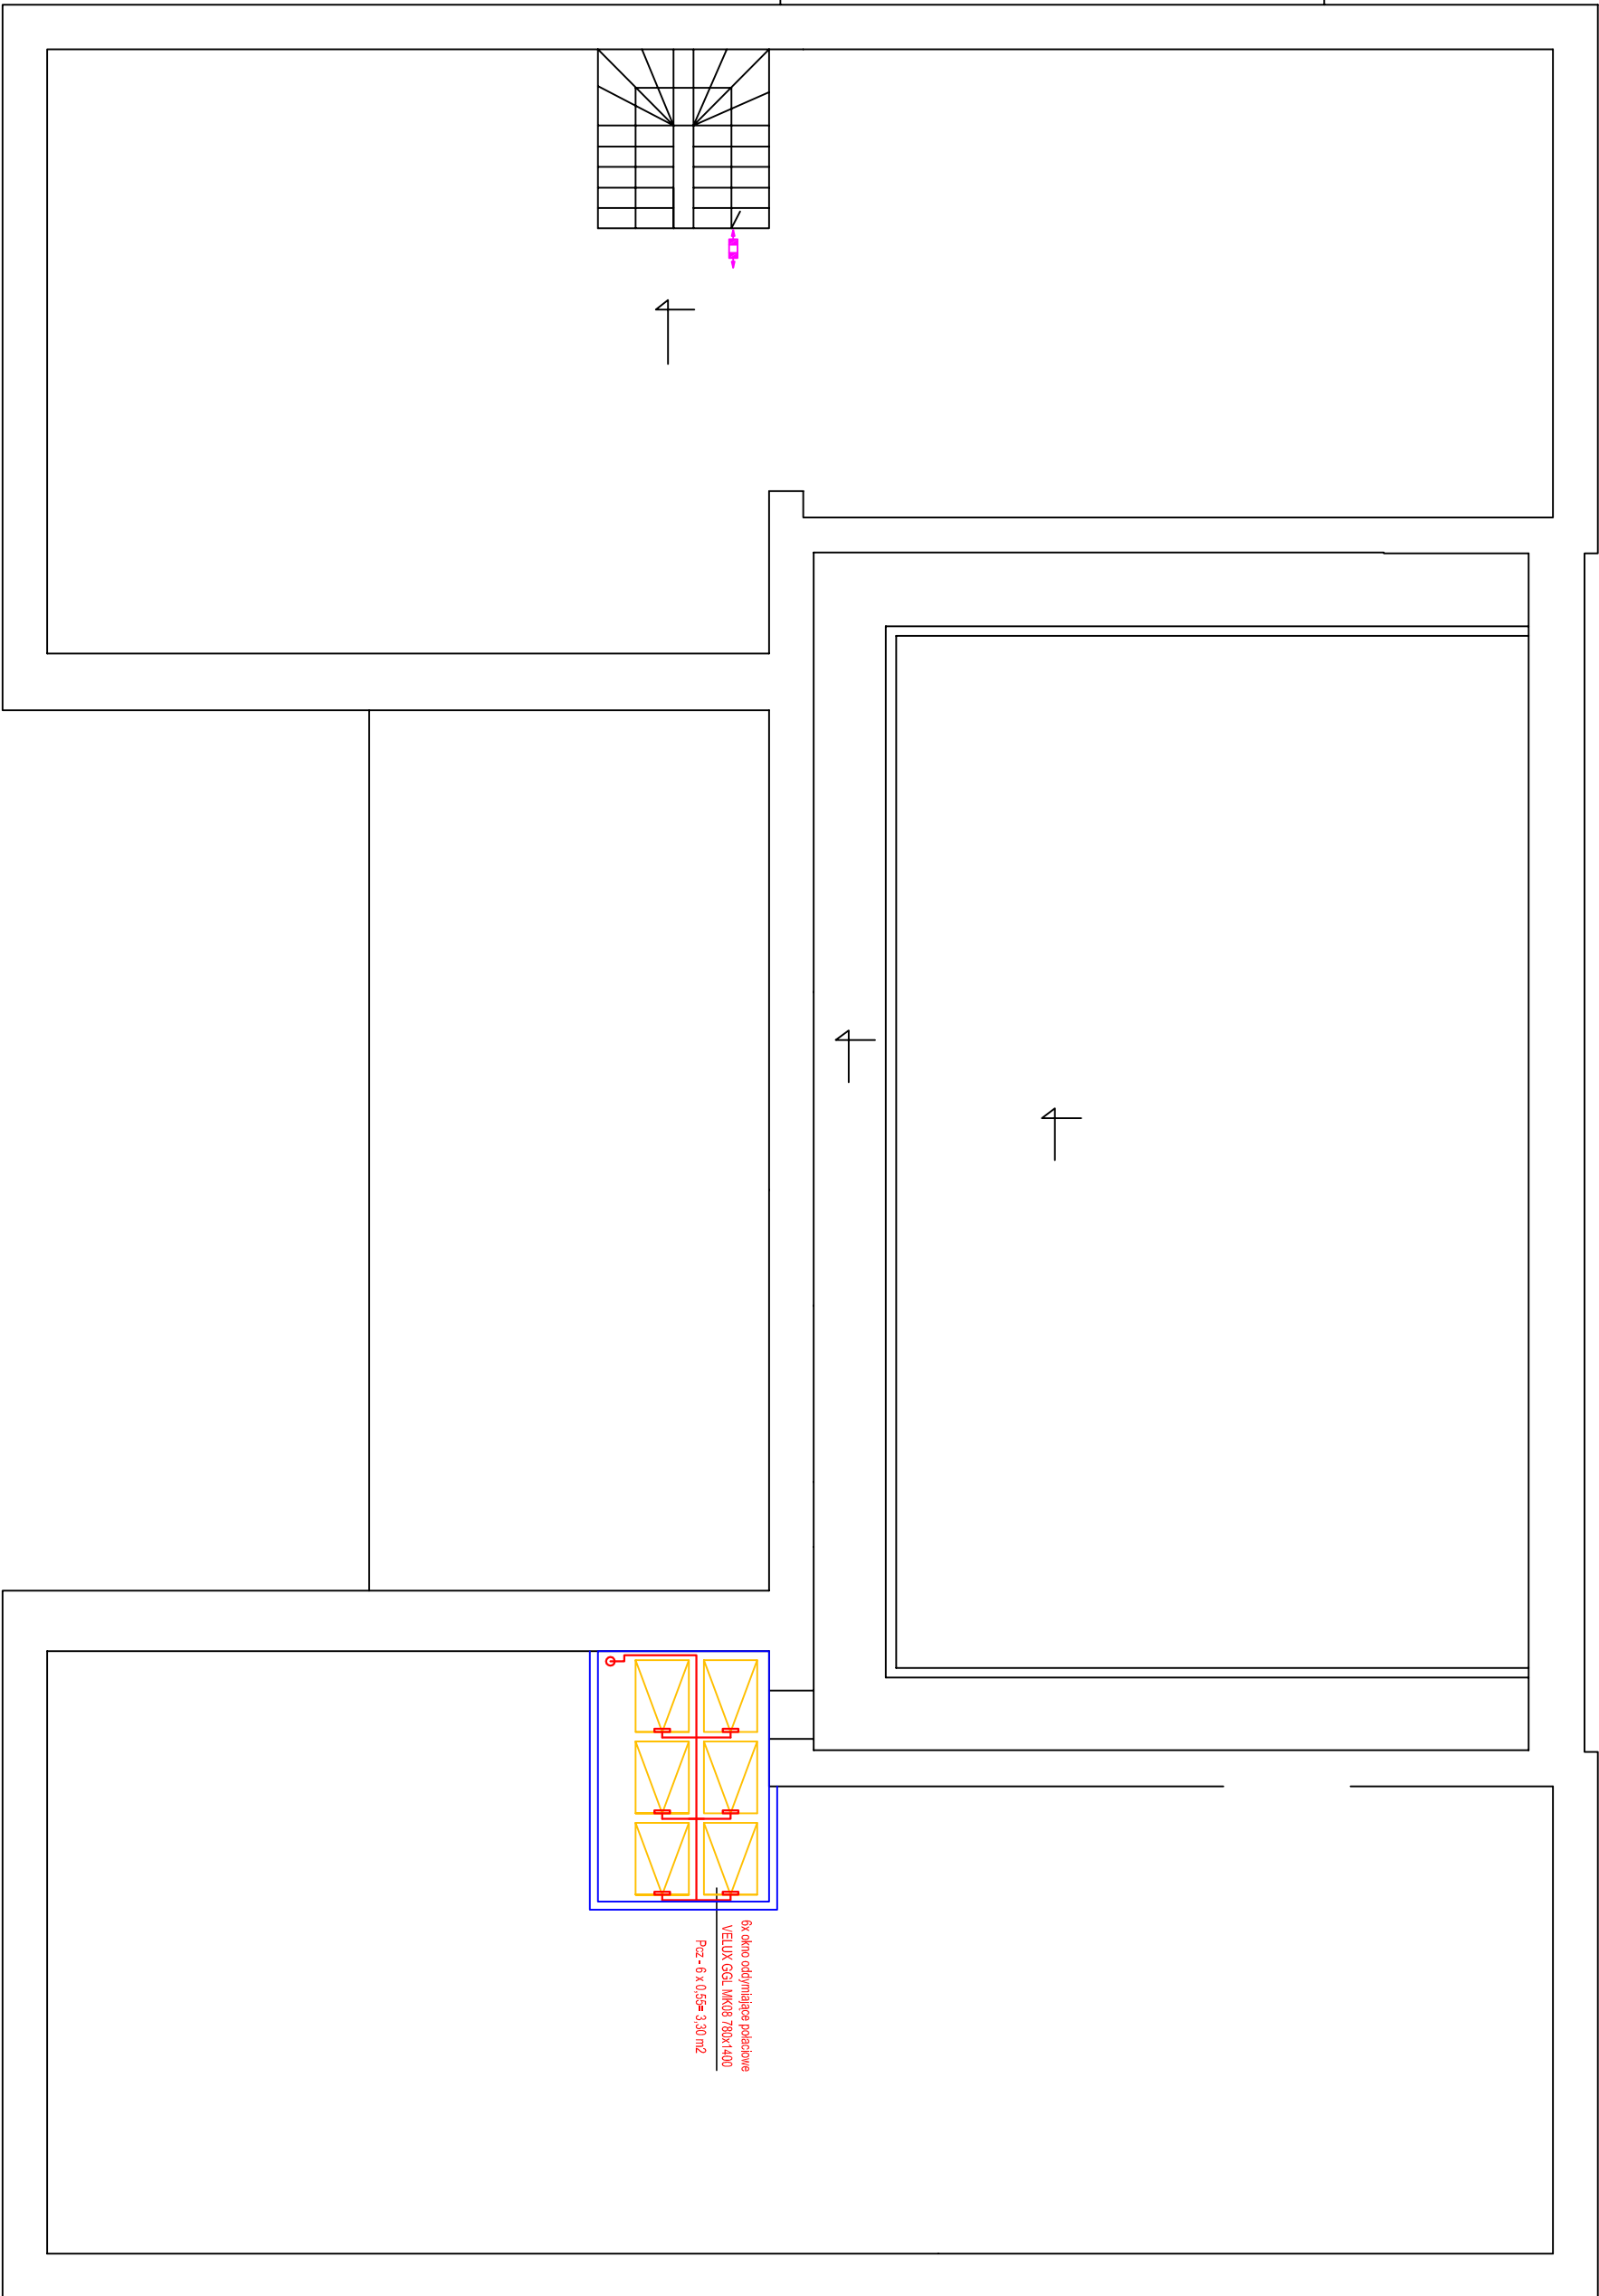 6x okno oddymiające połaciowe
VELUX GGL MK08 780x1400
Pcz - 6 x 0,55= 3,30 m2